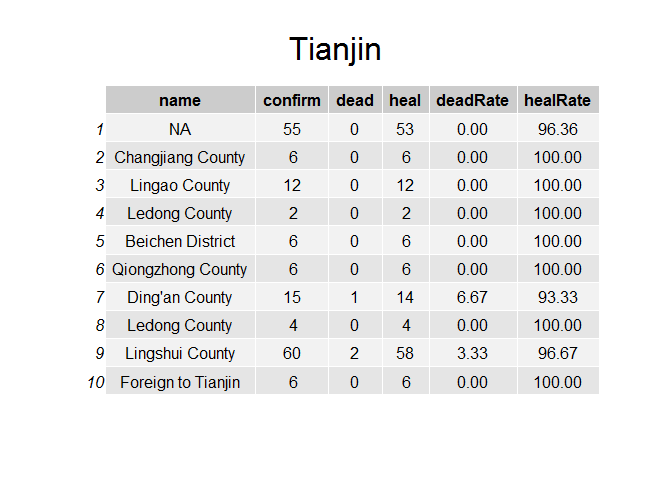 Tianjin
name confirm dead heal deadRate healRate
1 NA 55 0 53 0.00 96.36
2 Changjiang County 6 0 6 0.00 100.00
3 Lingao County 12 0 12 0.00 100.00
4 Ledong County 2 0 2 0.00 100.00
5 Beichen District 6 0 6 0.00 100.00
6 Qiongzhong County 6 0 6 0.00 100.00
7 Ding'an County 15 1 14 6.67 93.33
8 Ledong County 4 0 4 0.00 100.00
9 Lingshui County 60 2 58 3.33 96.67
10 Foreign to Tianjin 6 0 6 0.00 100.00